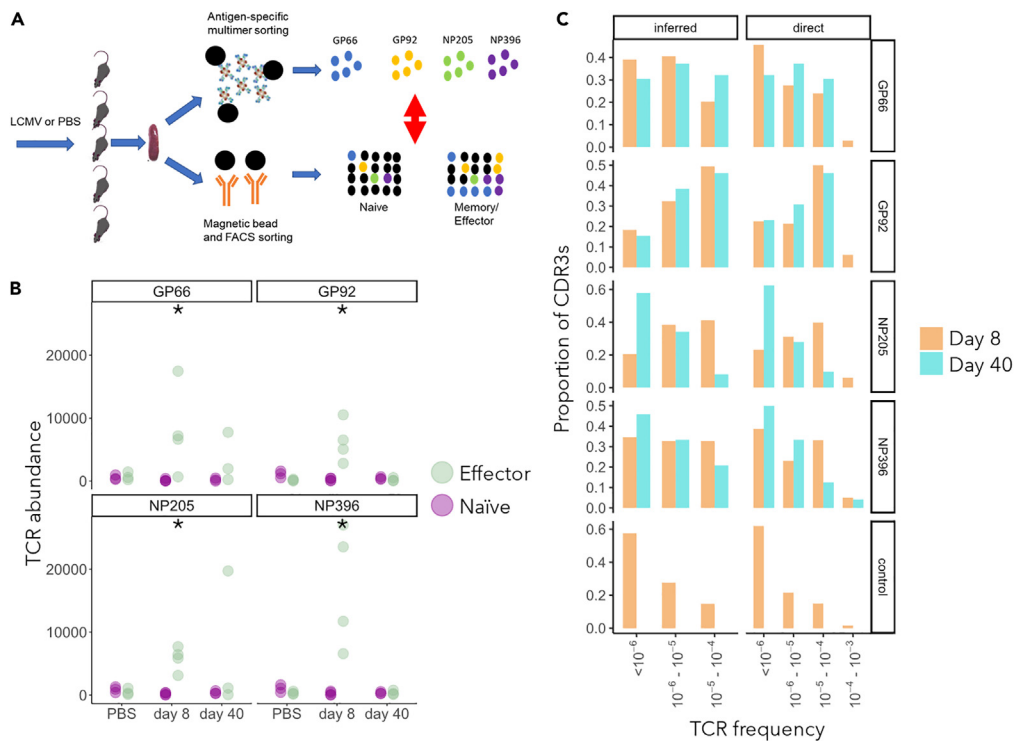 A
Antigen-specific
multimer sorting
GP66 GP92 NP205 NP396
LCMV or PBS
Magnetic bead
and FACS sorting
Naive
Memory/
Effector
B
GP66 GP92
* *
20000
10000
0
NP205 NP396
* *
20000
10000
0
PBS day 8 day 40 PBS day 8 day 40
TCR abundance
Effector
Naïve
C
inferred direct
0.4
0.3
0.2
0.1
0.0
GP66
0.5
0.4
0.3
0.2
0.1
0.0
GP92
0.6
0.4
0.2
0.0
NP205
0.5
0.4
0.3
0.2
0.1
0.0
NP396
0.6
0.4
0.2
0.0
control
Proportion of CDR3s
<10⁻⁶ 10⁻⁶ - 10⁻⁵ 10⁻⁵ - 10⁻⁴ <10⁻⁶ 10⁻⁶ - 10⁻⁵ 10⁻⁵ - 10⁻⁴ 10⁻⁴ - 10⁻³
TCR frequency
Day 8
Day 40